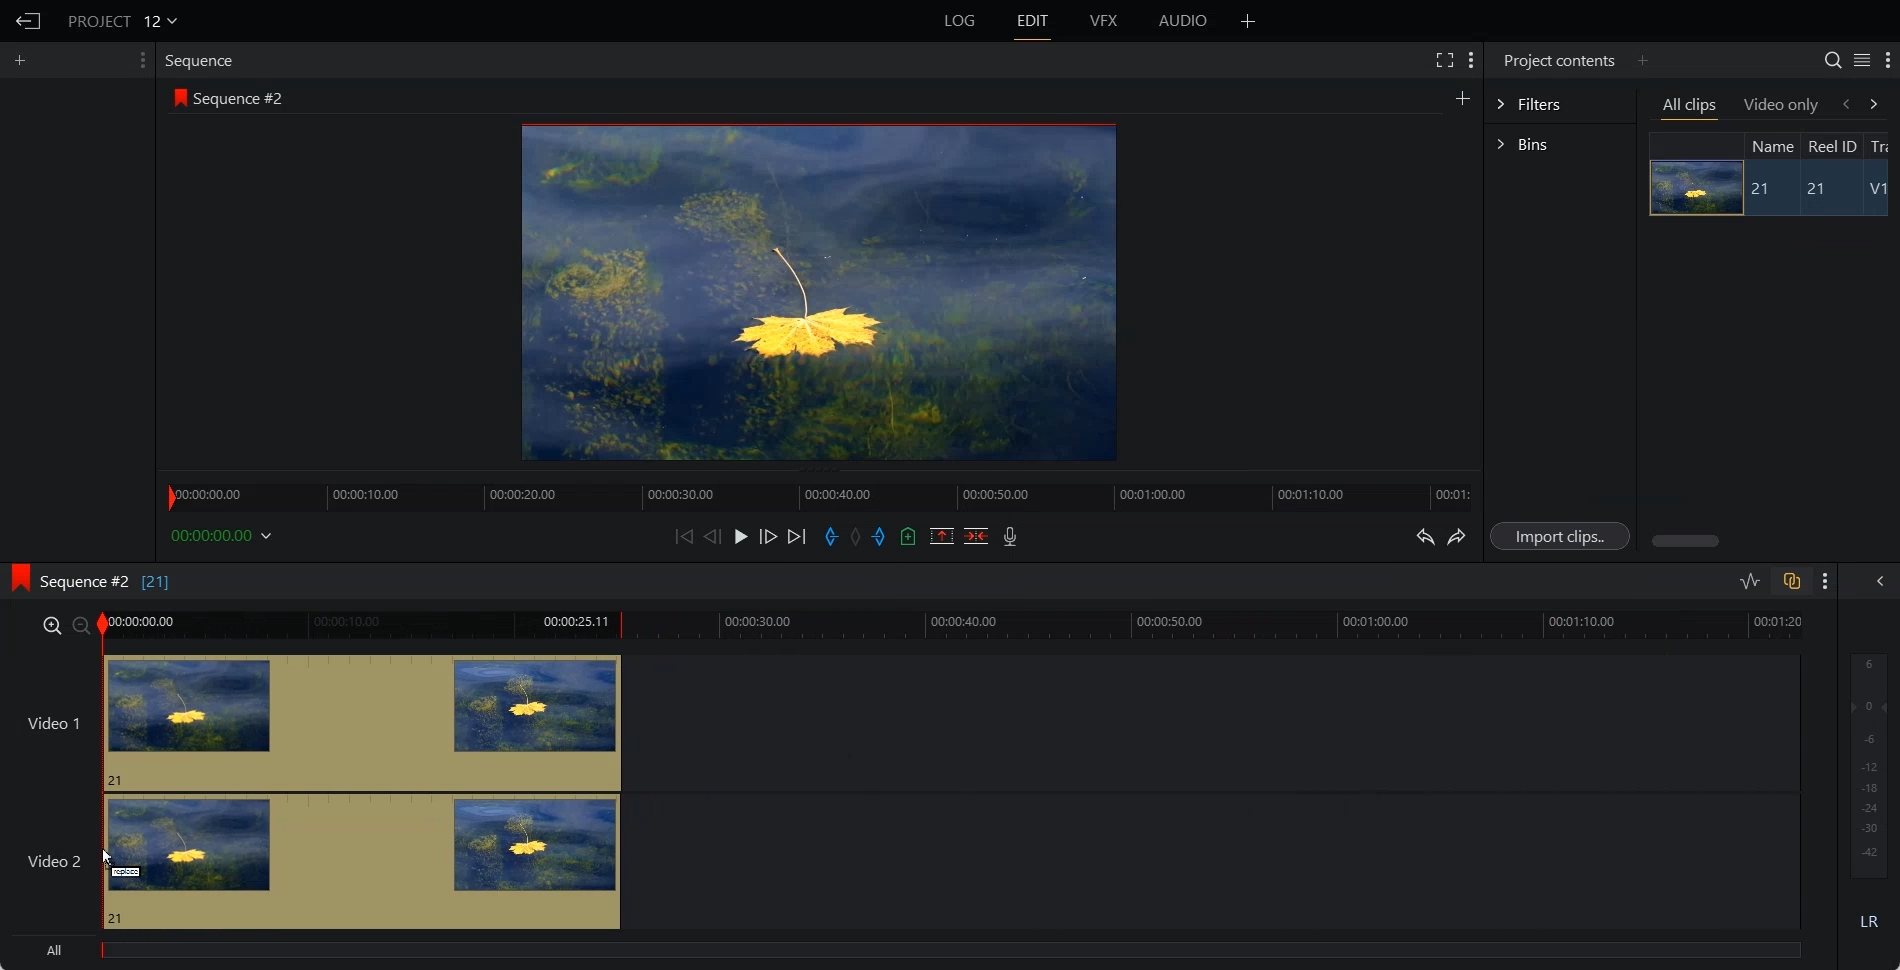 PROJECT 12
LOG EDIT VFX AUDIO
Sequence
Project contents
Sequence #2
Filters
All clips Video only
Bins
Name Reel ID Tra
21 21 V1
00:00:00.00 00:00:10.00 00:00:20.00 00:00:30.00 00:00:40.00 00:00:50.00 00:01:00.00 00:01:10.00 00:01:
00:00:00.00
Import clips..
Sequence #2 [21]
00:00:00.00 00:00:10.00 00:00:25.11 00:00:30.00 00:00:40.00 00:00:50.00 00:01:00.00 00:01:10.00 00:01:20
6
0
-6
-12
-18
-24
-30
-42
LR
Video 1
21
Video 2
replace
21
All